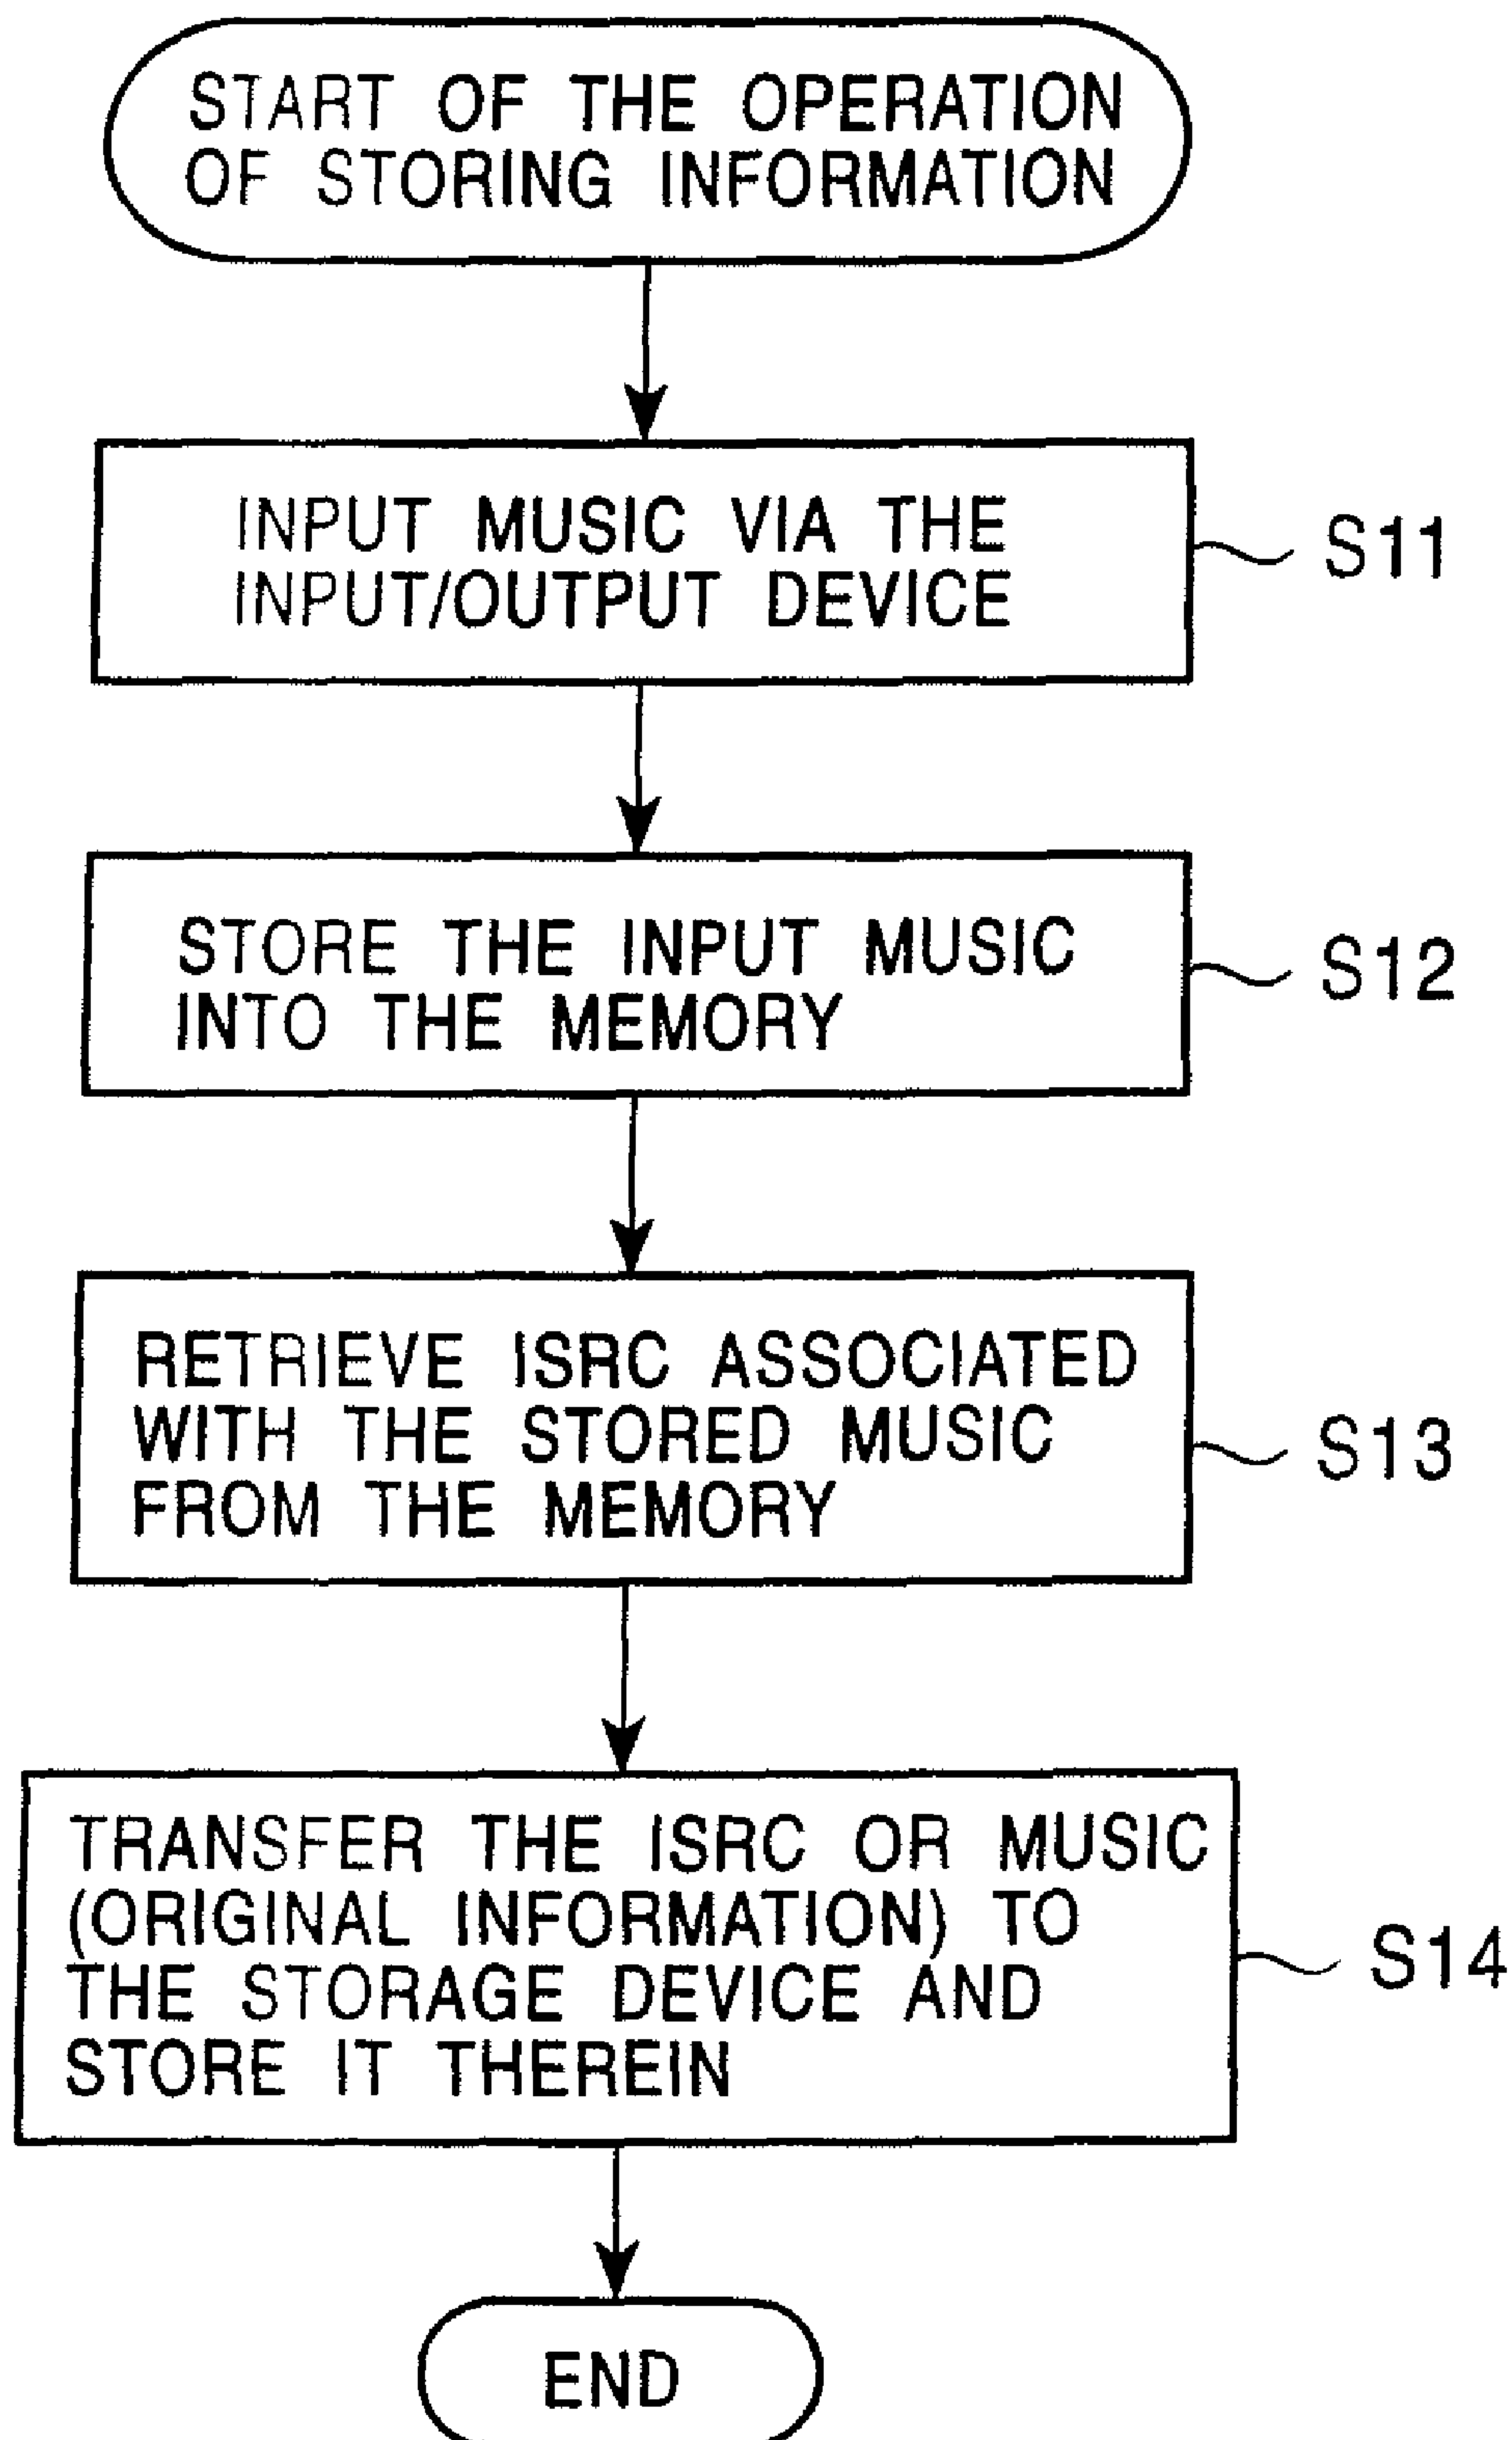 START OF THE OPERATION
OF STORING INFORMATION
INPUT MUSIC VIA THE
INPUT/OUTPUT DEVICE
S11
STORE THE INPUT MUSIC
INTO THE MEMORY
S12
RETRIEVE ISRC ASSOCIATED
WITH THE STORED MUSIC
FROM THE MEMORY
S13
TRANSFER THE ISRC OR MUSIC
(ORIGINAL INFORMATION) TO
THE STORAGE DEVICE AND
STORE IT THEREIN
S14
END